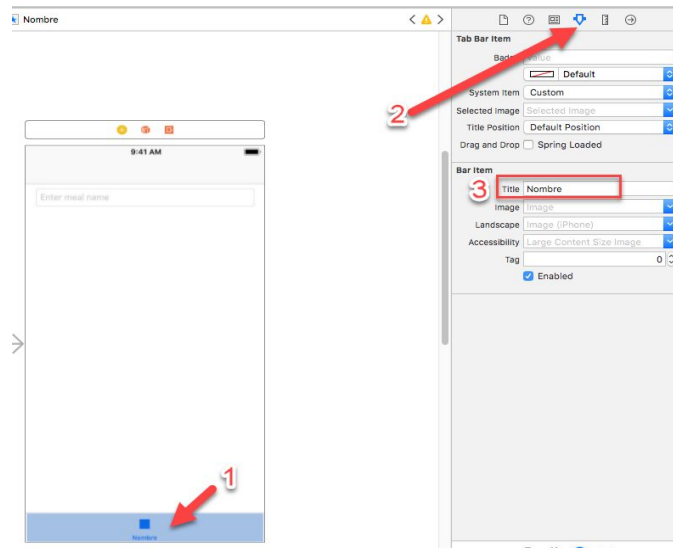 Nombre
Tab Bar Item
Value
Default
System Item Custom
Selected Image Selected Image
Title Position Default Position
Drag and Drop Spring Loaded
Bar Item
Title Nombre
Image Image
Landscape Image (iPhone)
Accessibility Large Content Size Image
Tag 0
Enabled
2
3
9:41 AM
Enter meal name
1
Nombre